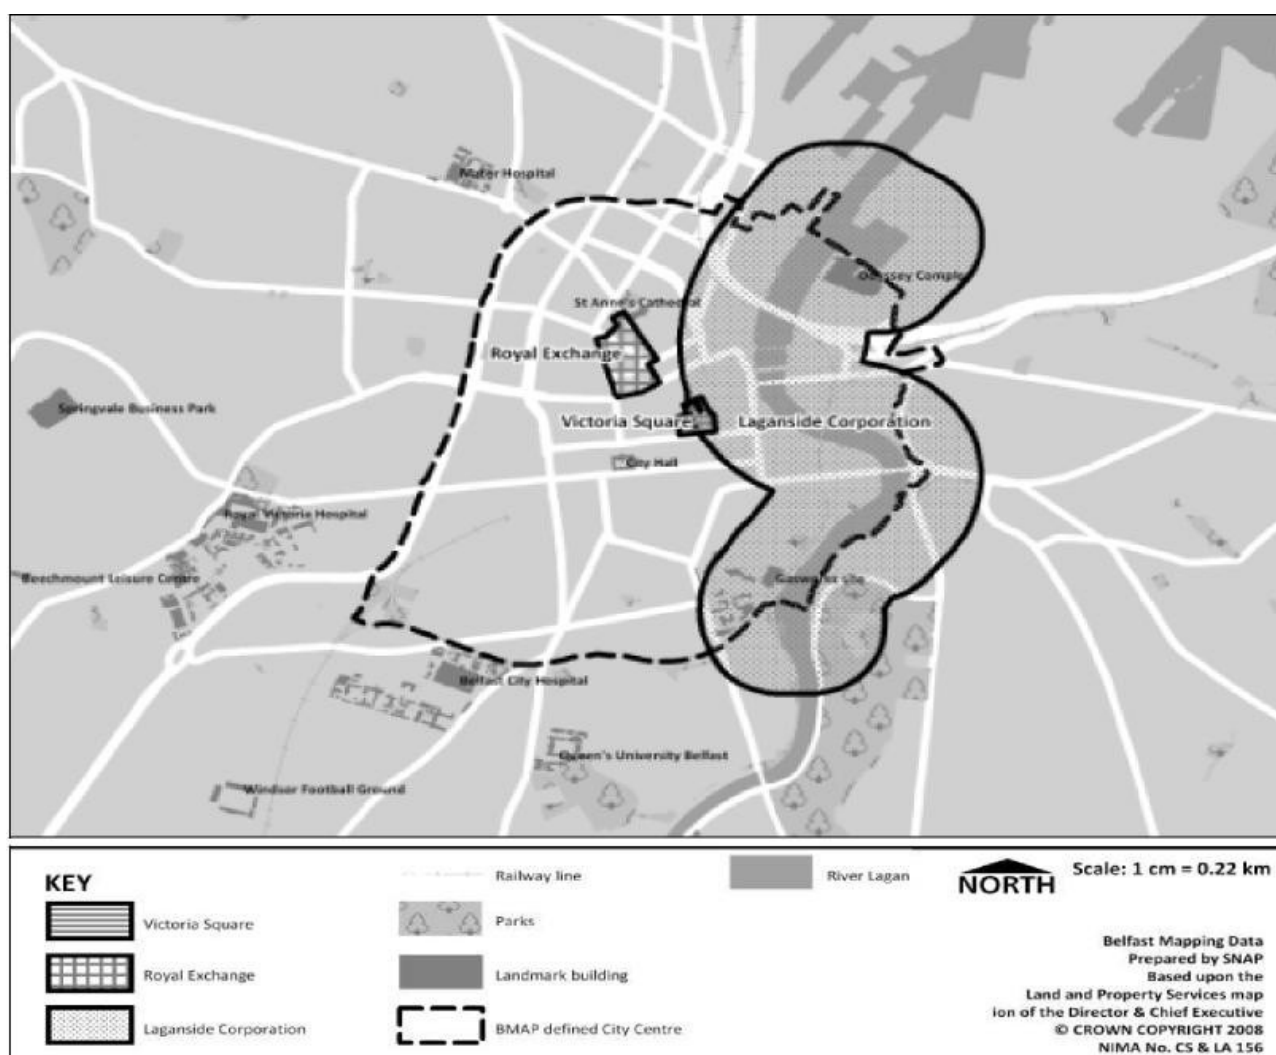 Mater Hospital
Odyssey Comple
St Anne's Cathedral
Royal Exchange
Springvale Business Park
Victoria Square
Laganside Corporation
City Hall
Royal Victoria Hospital
Beechmount Leisure Centre
Gasworks site
Belfast City Hospital
Queen's University Belfast
Windsor Football Ground
KEY
Railway line
River Lagan
NORTH
Scale: 1 cm = 0.22 km
Victoria Square
Parks
Royal Exchange
Landmark building
Laganside Corporation
BMAP defined City Centre
Belfast Mapping Data
Prepared by SNAP
Based upon the
Land and Property Services map
ion of the Director & Chief Executive
© CROWN COPYRIGHT 2008
NIMA No. CS & LA 156